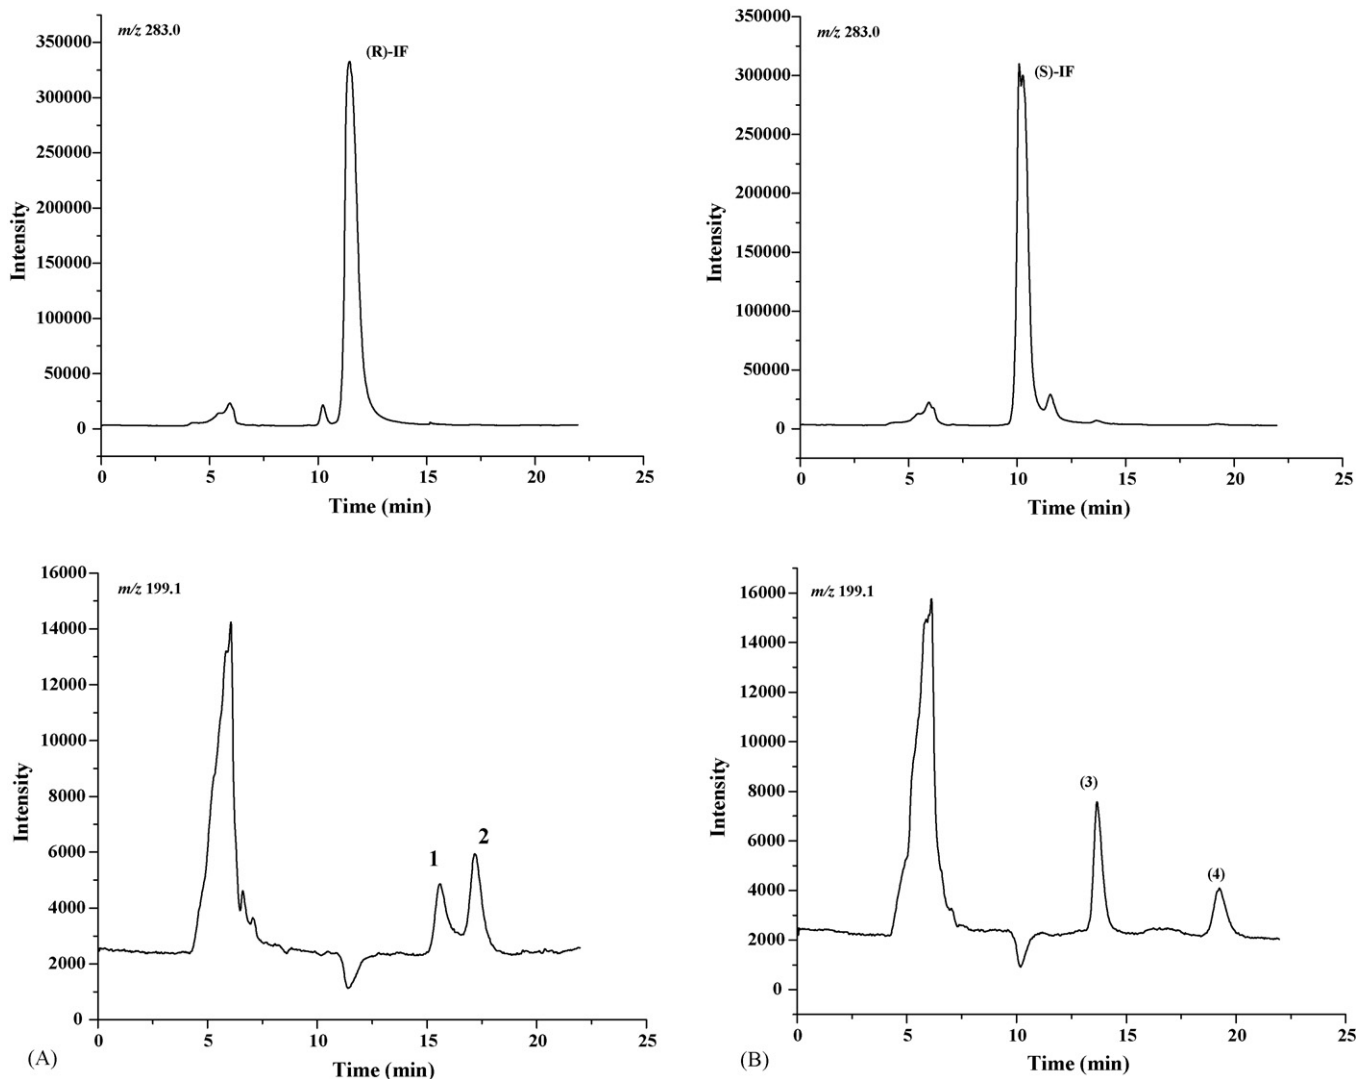 m/z 283.0
(R)-IF
350000
300000
250000
200000
150000
100000
50000
0
Intensity
0 5 10 15 20 25
Time (min)
m/z 283.0
(S)-IF
350000
300000
250000
200000
150000
100000
50000
0
Intensity
0 5 10 15 20 25
Time (min)
m/z 199.1
16000
14000
12000
10000
8000
6000
4000
2000
0
Intensity
1 2
0 5 10 15 20 25
Time (min)
(A)
m/z 199.1
16000
14000
12000
10000
8000
6000
4000
2000
0
Intensity
(3)
(4)
0 5 10 15 20 25
Time (min)
(B)